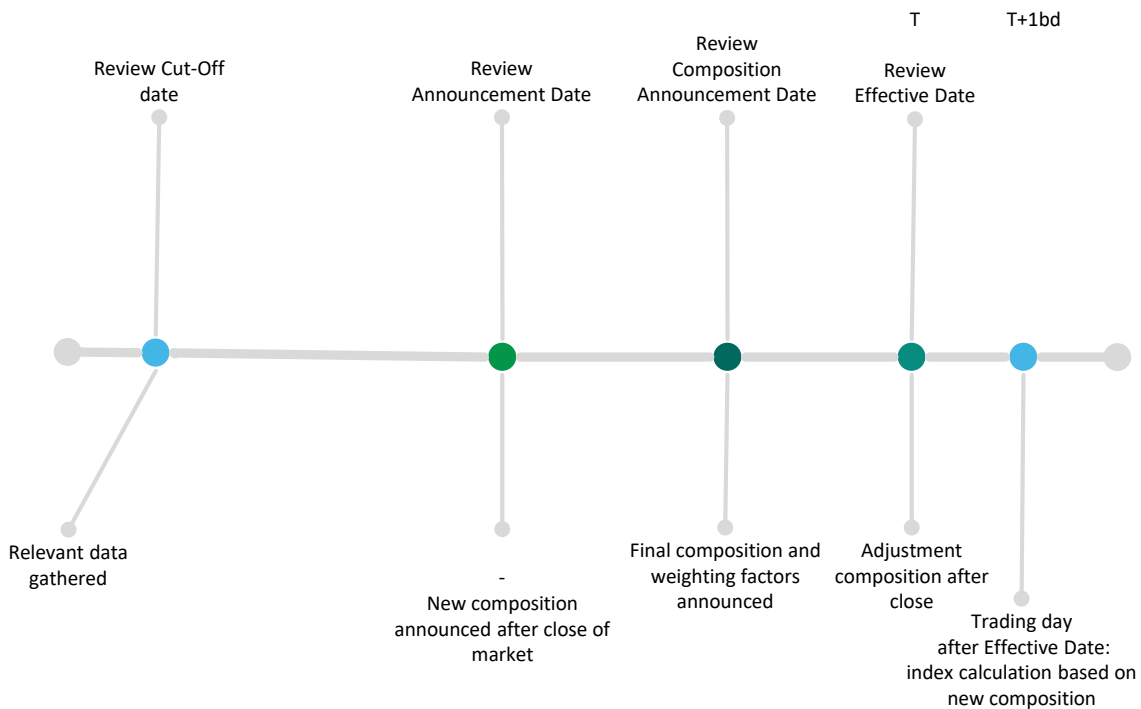 T
T+1bd
Review Cut-Off
date
Review
Announcement Date
Review
Composition
Announcement Date
Review
Effective Date
Relevant data
gathered
-
New composition
announced after close of
market
Final composition and
weighting factors
announced
Adjustment
composition after
close
Trading day
after Effective Date:
index calculation based on
new composition